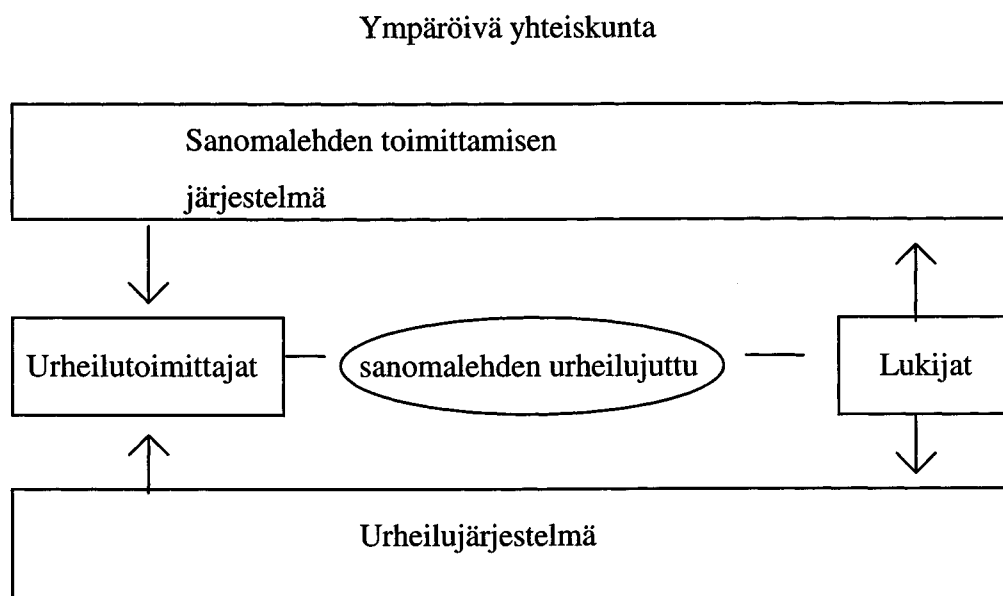 Ympäröivä yhteiskunta
Sanomalehden toimittamisen
järjestelmä
Urheilutoimittajat
sanomalehden urheilujuttu
Lukijat
Urheilujärjestelmä